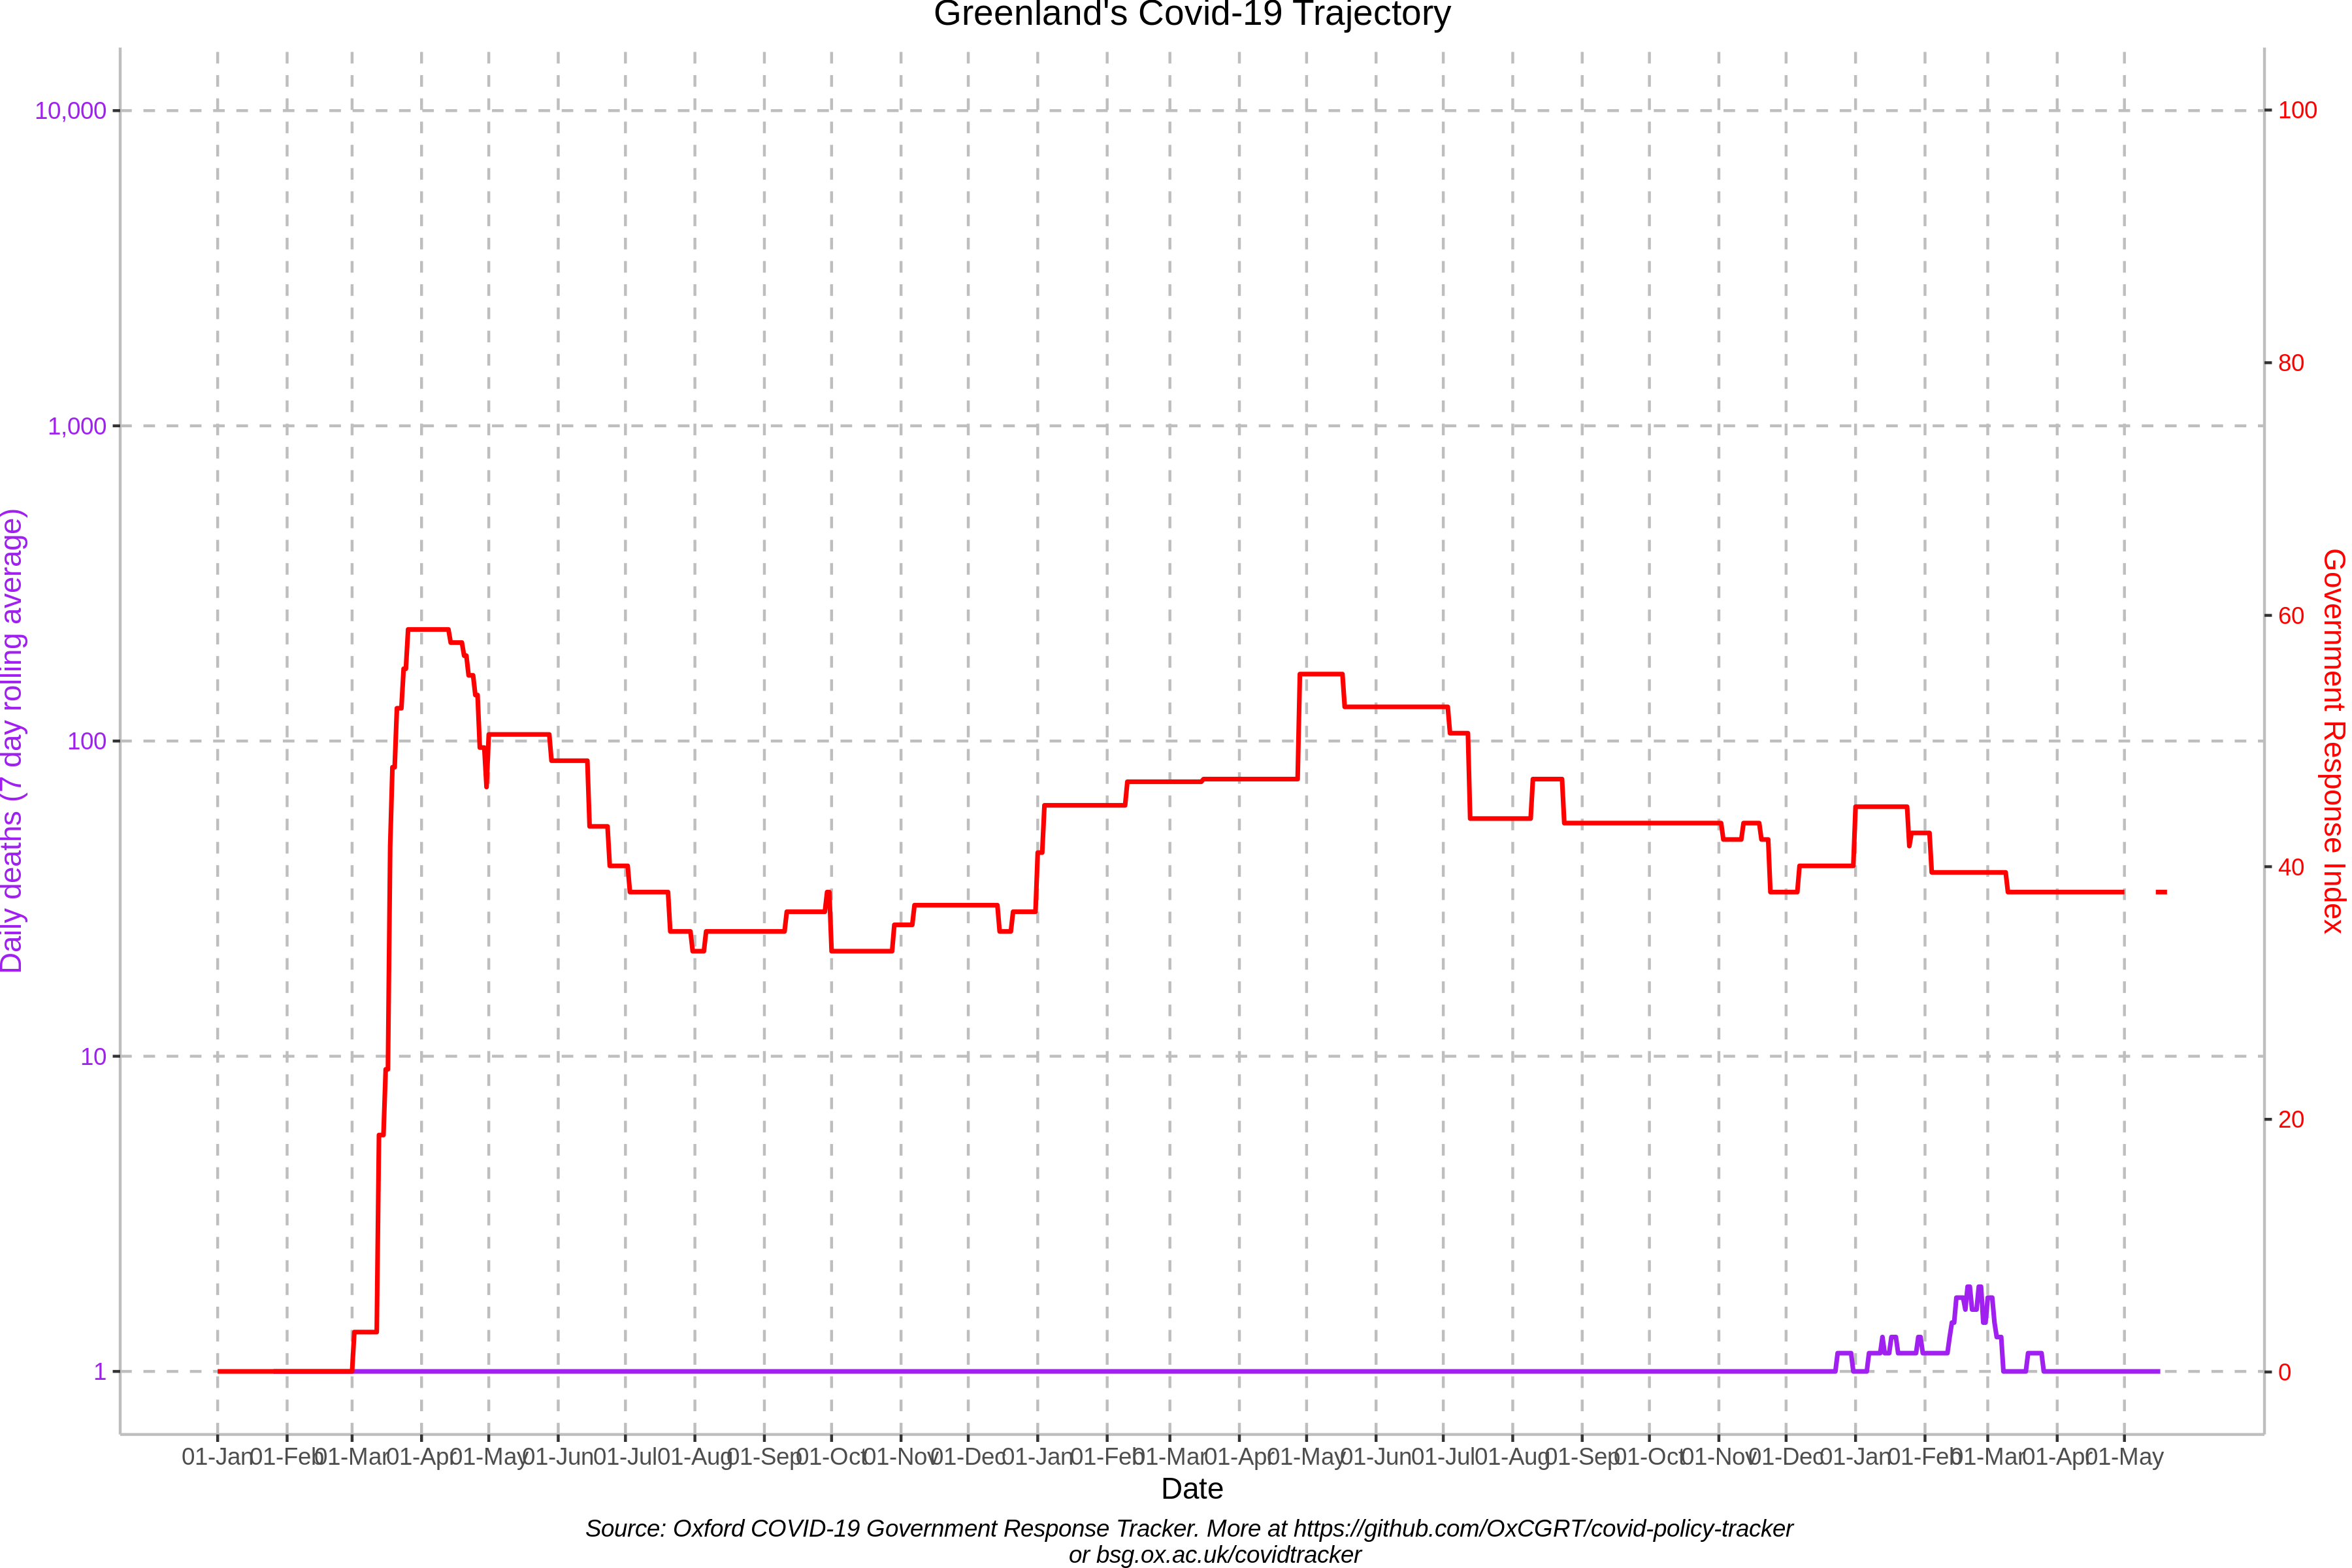 Greenland's Covid-19 Trajectory
10,000
1,000
100
10
1
Daily deaths (7 day rolling average)
100
80
60
40
20
0
Government Response Index
01-Jan 01-Feb 01-Mar 01-Apr 01-May 01-Jun 01-Jul 01-Aug 01-Sep 01-Oct 01-Nov 01-Dec 01-Jan 01-Feb 01-Mar 01-Apr 01-May 01-Jun 01-Jul 01-Aug 01-Sep 01-Oct 01-Nov 01-Dec 01-Jan 01-Feb 01-Mar 01-Apr 01-May
Date
Source: Oxford COVID-19 Government Response Tracker. More at https://github.com/OxCGRT/covid-policy-tracker
or bsg.ox.ac.uk/covidtracker